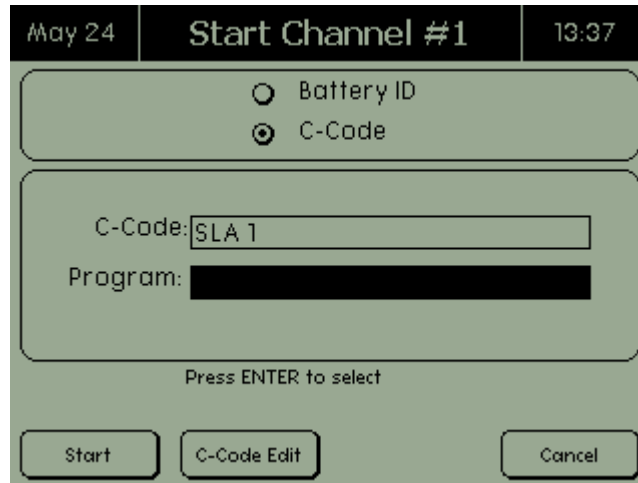 May 24 Start Channel #1 13:37
Battery ID
C-Code
C-Code: SLA 1
Program:
Press ENTER to select
Start C-Code Edit Cancel